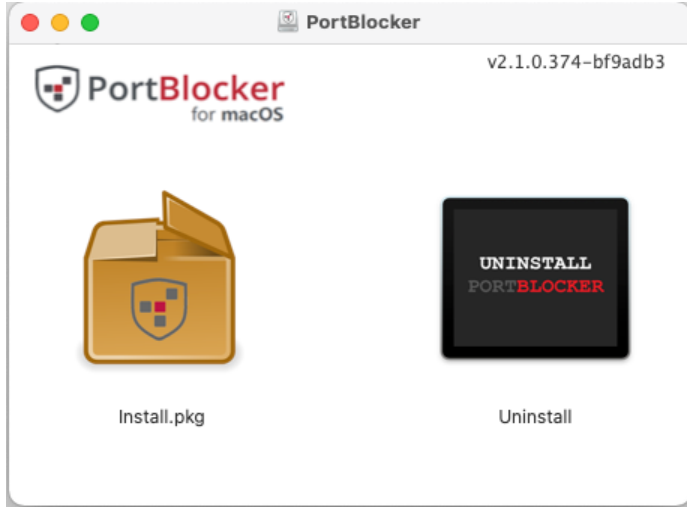 PortBlocker
v2.1.0.374-bf9adb3
PortBlocker
for macOS
UNINSTALL
PORTBLOCKER
Install.pkg
Uninstall